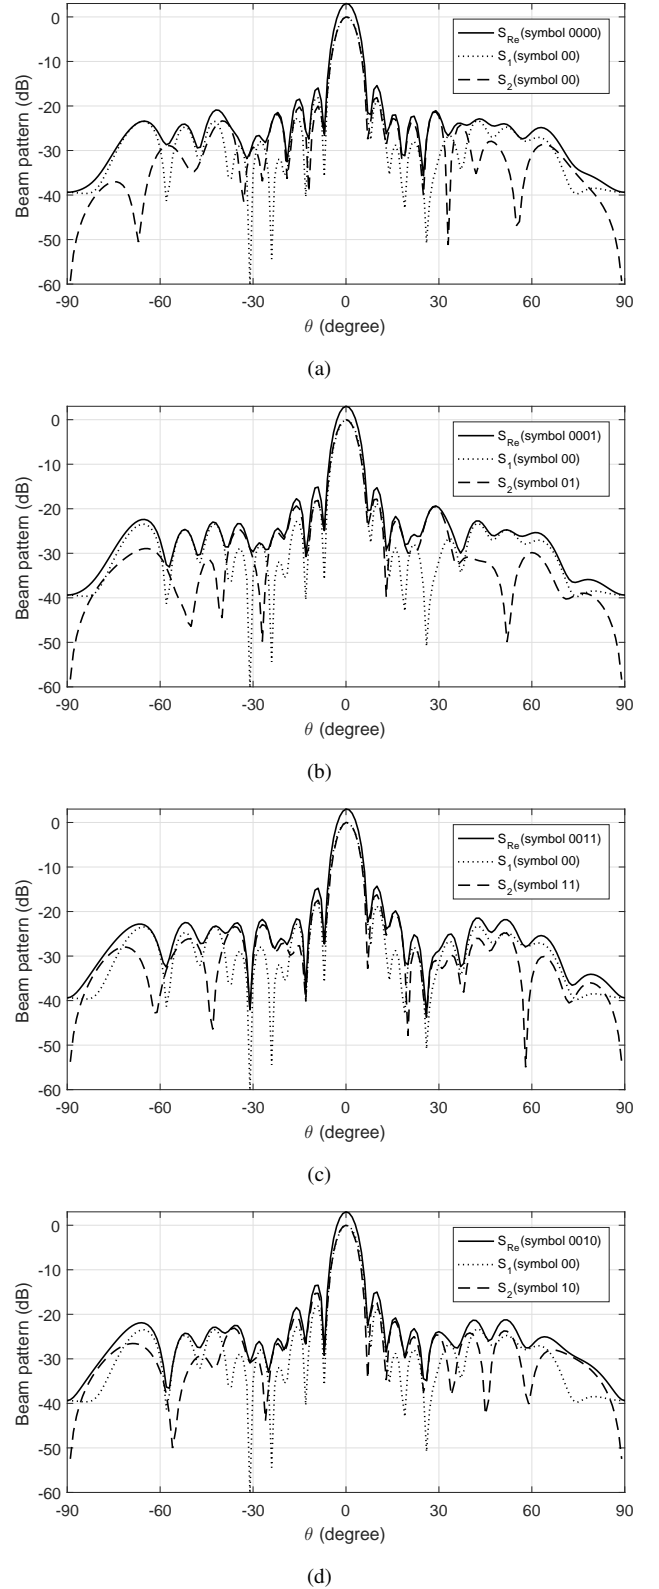 0
-10
-20
-30
-40
-50
-60
-90
-60
-30
0
30
60
90
Beam pattern (dB)
θ (degree)
S_Re(symbol 0000)
S_1(symbol 00)
S_2(symbol 00)
(a)
0
-10
-20
-30
-40
-50
-60
-90
-60
-30
0
30
60
90
Beam pattern (dB)
θ (degree)
S_Re(symbol 0001)
S_1(symbol 00)
S_2(symbol 01)
(b)
0
-10
-20
-30
-40
-50
-60
-90
-60
-30
0
30
60
90
Beam pattern (dB)
θ (degree)
S_Re(symbol 0011)
S_1(symbol 00)
S_2(symbol 11)
(c)
0
-10
-20
-30
-40
-50
-60
-90
-60
-30
0
30
60
90
Beam pattern (dB)
θ (degree)
S_Re(symbol 0010)
S_1(symbol 00)
S_2(symbol 10)
(d)